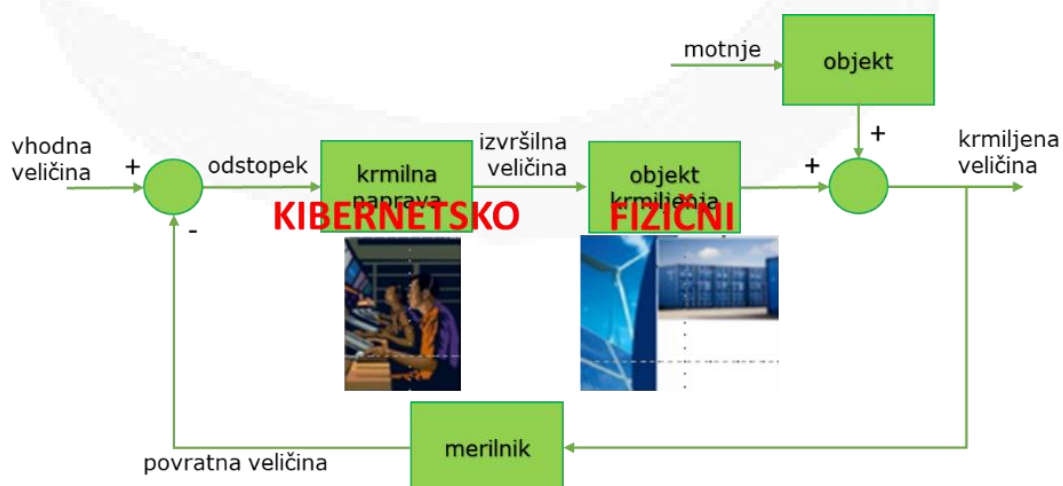 motnje
objekt
+
vhodna
veličina
+
odstopek
krmilna
naprava
izvršilna
veličina
objekt
krmiljenja
+
krmiljena
veličina
KIBERNETSKO
FIZIČNI
-
merilnik
povratna veličina